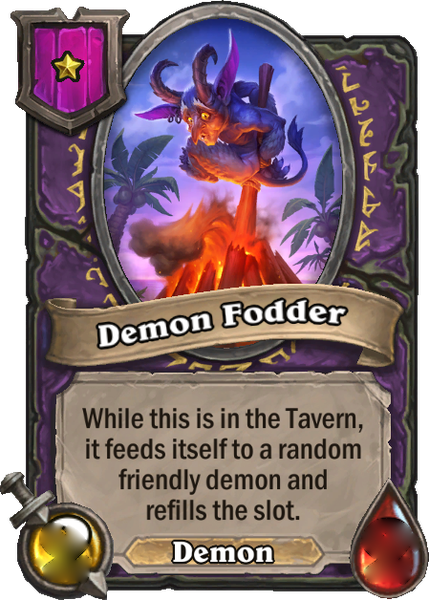 Demon Fodder
While this is in the Tavern,
it feeds itself to a random
friendly demon and
refills the slot.
Demon